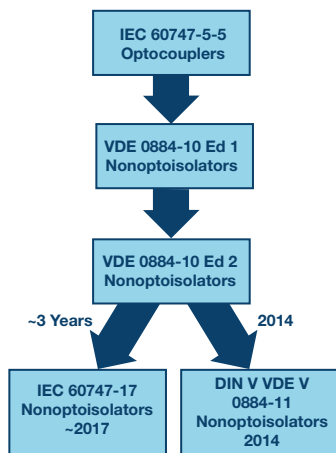 IEC 60747-5-5
Optocouplers
VDE 0884-10 Ed 1
Nonoptoisolators
VDE 0884-10 Ed 2
Nonoptoisolators
~3 Years
2014
IEC 60747-17
Nonoptoisolators
~2017
DIN V VDE V
0884-11
Nonoptoisolators
2014